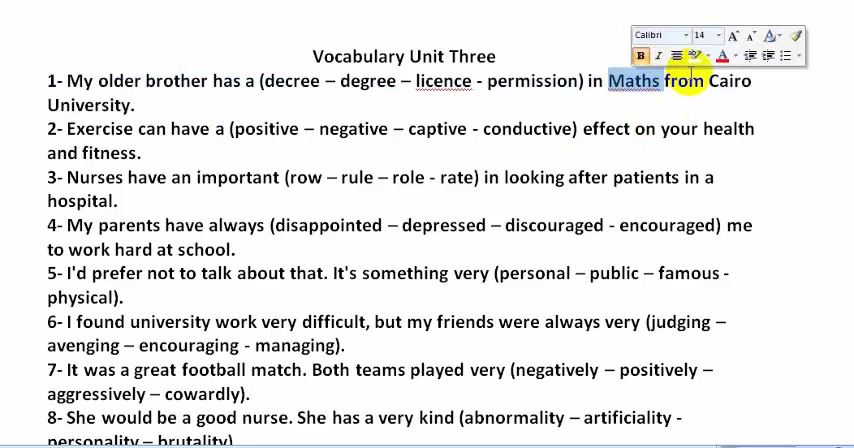 Calibri 14
Vocabulary Unit Three
1- My older brother has a (decree – degree – licence - permission) in Maths from Cairo
University.
2- Exercise can have a (positive – negative – captive - conductive) effect on your health
and fitness.
3- Nurses have an important (row – rule – role - rate) in looking after patients in a
hospital.
4- My parents have always (disappointed – depressed – discouraged - encouraged) me
to work hard at school.
5- I'd prefer not to talk about that. It's something very (personal – public – famous -
physical).
6- I found university work very difficult, but my friends were always very (judging –
avenging – encouraging - managing).
7- It was a great football match. Both teams played very (negatively – positively –
aggressively – cowardly).
8- She would be a good nurse. She has a very kind (abnormality – artificiality -
personality – brutality)